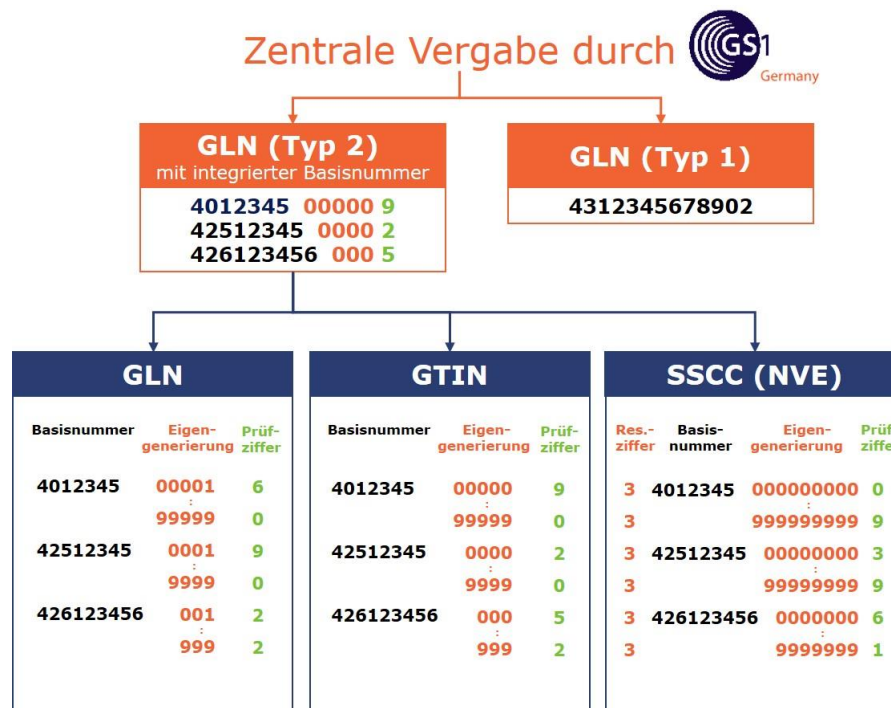 Zentrale Vergabe durch
GS1
Germany
GLN (Typ 2)
mit integrierter Basisnummer
4012345 00000 9
42512345 0000 2
426123456 000 5
GLN (Typ 1)
4312345678902
GLN
Basisnummer Eigen-generierung Prüf-ziffer
4012345 00001 6
:
99999 0
42512345 0001 9
:
9999 0
426123456 001 2
:
999 2
GTIN
Basisnummer Eigen-generierung Prüf-ziffer
4012345 00000 9
:
99999 0
42512345 0000 2
:
9999 0
426123456 000 5
:
999 2
SSCC (NVE)
Res.-ziffer Basis-nummer Eigen-generierung Prüf-ziffer
3 4012345 000000000 0
:
3 999999999 9
3 42512345 00000000 3
:
3 99999999 9
3 426123456 0000000 6
:
3 9999999 1